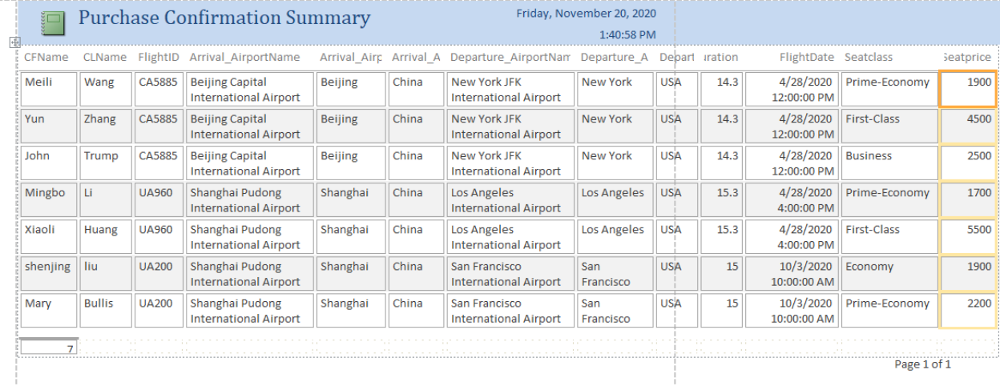 Purchase Confirmation Summary
Friday, November 20, 2020
1:40:58 PM
CFName CLName FlightID Arrival_AirportName Arrival_Airp Arrival_A Departure_AirportNam Departure_A Depart uration FlightDate Seatclass Seatprice
Meili Wang CA5885 Beijing Capital Beijing China New York JFK New York USA 14.3 4/28/2020 Prime-Economy 1900
International Airport International Airport 12:00:00 PM
Yun Zhang CA5885 Beijing Capital Beijing China New York JFK New York USA 14.3 4/28/2020 First-Class 4500
International Airport International Airport 12:00:00 PM
John Trump CA5885 Beijing Capital Beijing China New York JFK New York USA 14.3 4/28/2020 Business 2500
International Airport International Airport 12:00:00 PM
Mingbo Li UA960 Shanghai Pudong Shanghai China Los Angeles Los Angeles USA 15.3 4/28/2020 Prime-Economy 1700
International Airport International Airport 4:00:00 PM
Xiaoli Huang UA960 Shanghai Pudong Shanghai China Los Angeles Los Angeles USA 15.3 4/28/2020 First-Class 5500
International Airport International Airport 4:00:00 PM
shenjing liu UA200 Shanghai Pudong Shanghai China San Francisco San USA 15 10/3/2020 Economy 1900
International Airport International Airport Francisco 10:00:00 AM
Mary Bullis UA200 Shanghai Pudong Shanghai China San Francisco San USA 15 10/3/2020 Prime-Economy 2200
International Airport International Airport Francisco 10:00:00 AM
7
Page 1 of 1